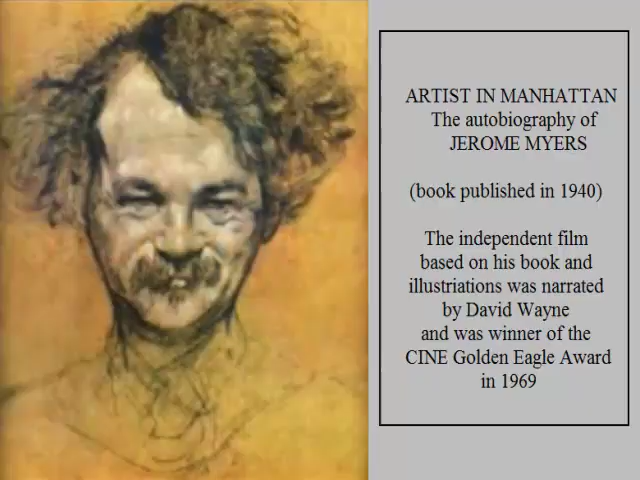 ARTIST IN MANHATTAN
The autobiography of
JEROME MYERS
(book published in 1940)
The independent film
based on his book and
illustriations was narrated
by David Wayne
and was winner of the
CINE Golden Eagle Award
in 1969